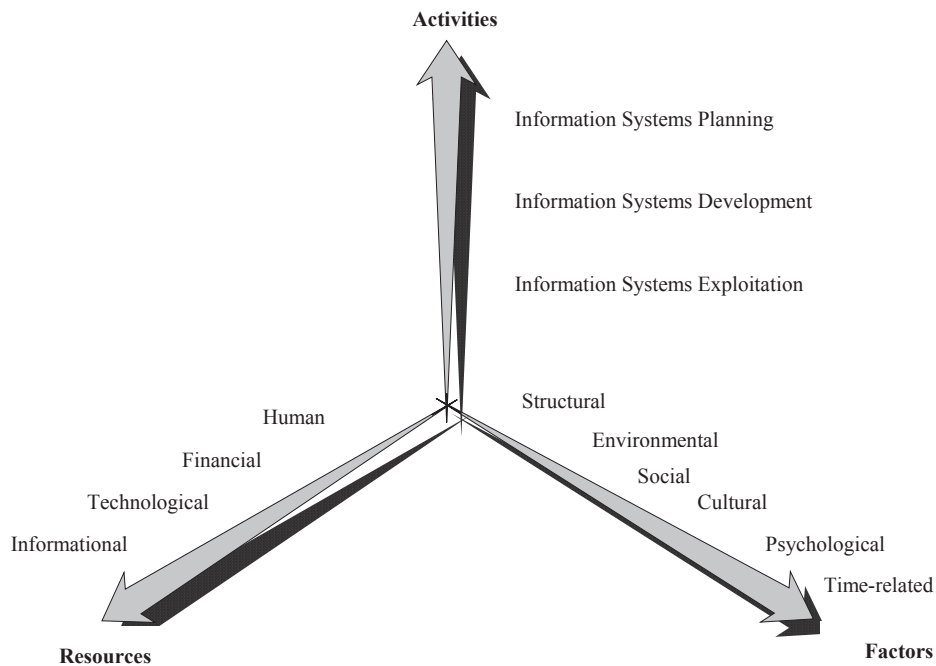 Activities
Information Systems Planning
Information Systems Development
Information Systems Exploitation
Human
Financial
Technological
Informational
Resources
Structural
Environmental
Social
Cultural
Psychological
Time-related
Factors